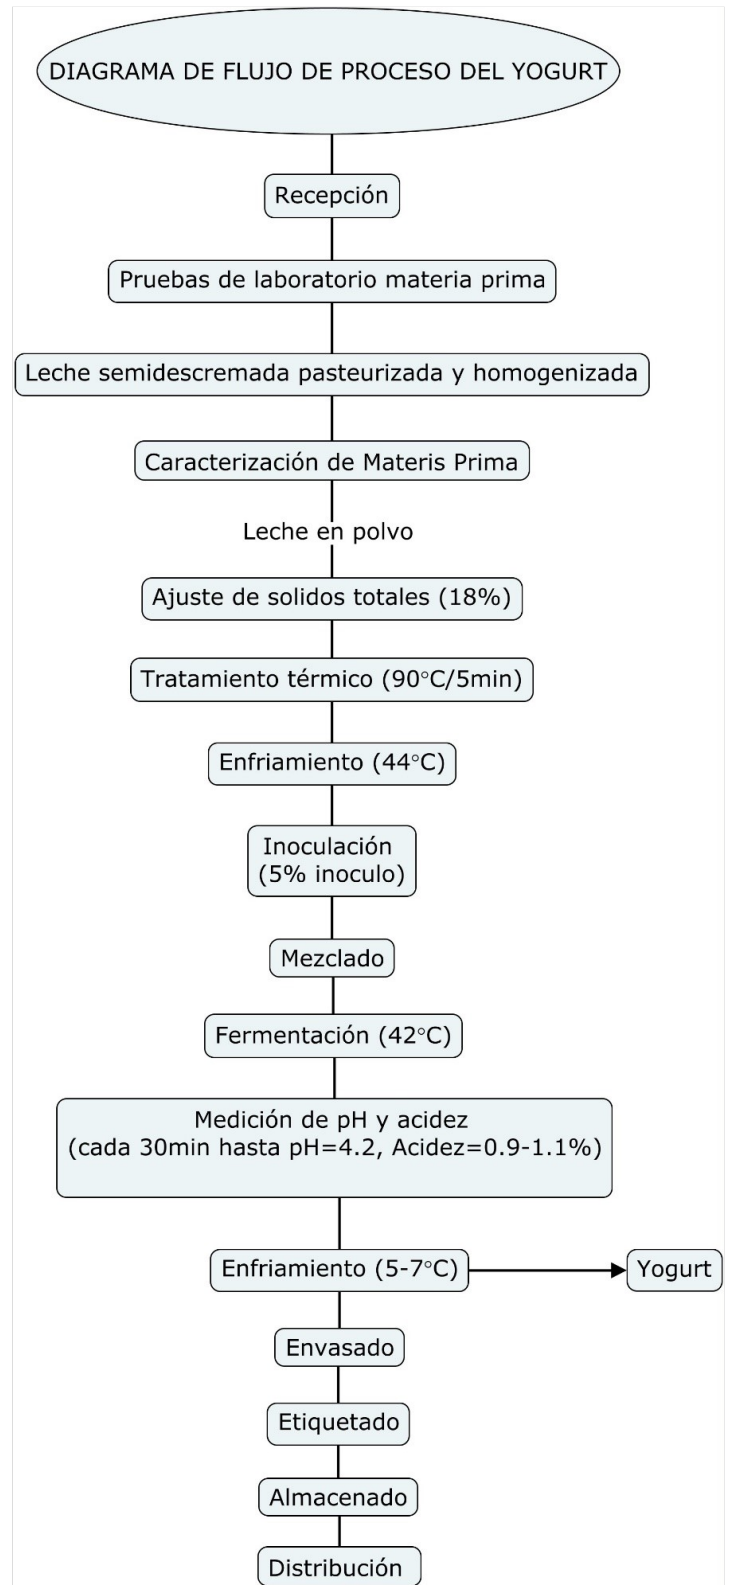 DIAGRAMA DE FLUJO DE PROCESO DEL YOGURT
Recepción
Pruebas de laboratorio materia prima
Leche semidescremada pasteurizada y homogenizada
Caracterización de Materis Prima
Leche en polvo
Ajuste de solidos totales (18%)
Tratamiento térmico (90°C/5min)
Enfriamiento (44°C)
Inoculación
(5% inoculo)
Mezclado
Fermentación (42°C)
Medición de pH y acidez
(cada 30min hasta pH=4.2, Acidez=0.9-1.1%)
Enfriamiento (5-7°C)
Yogurt
Envasado
Etiquetado
Almacenado
Distribución